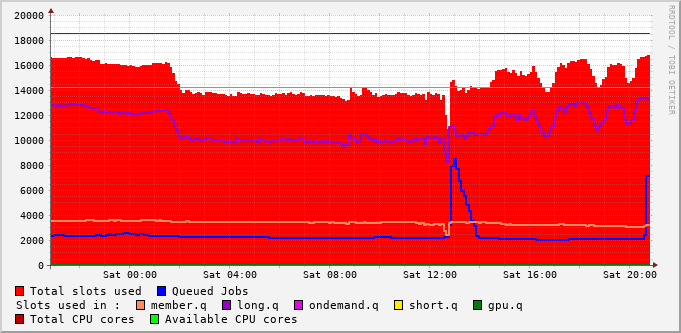 20000
18000
16000
14000
12000
10000
8000
6000
4000
2000
0
Sat 00:00 Sat 04:00 Sat 08:00 Sat 12:00 Sat 16:00 Sat 20:00
Total slots used Queued Jobs
Slots used in : member.q long.q ondemand.q short.q gpu.q
Total CPU cores Available CPU cores
RRDTOOL / TOBI OETIKER